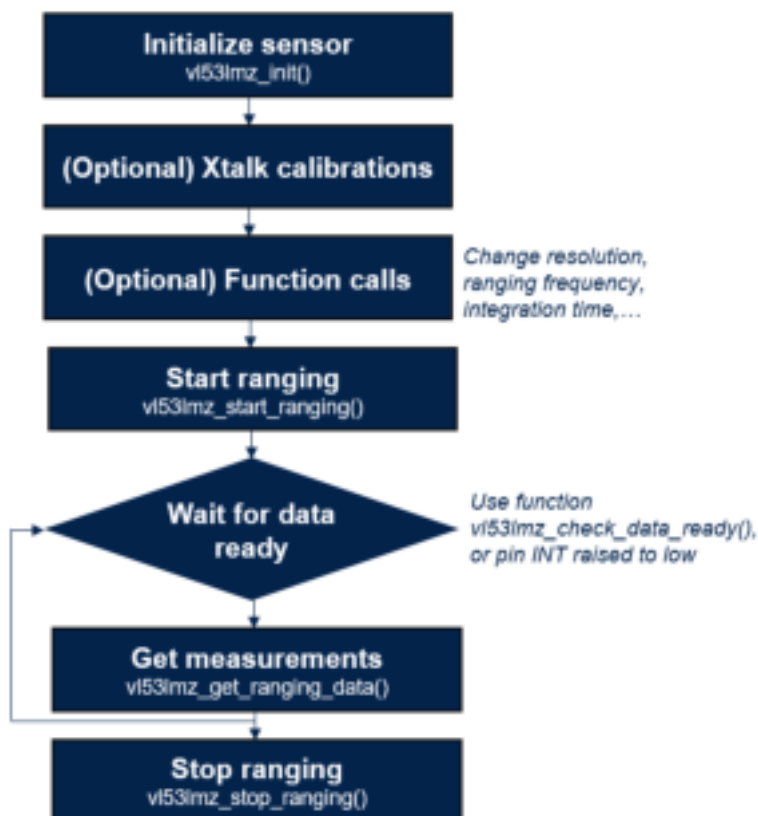 Initialize sensor
vl53lmz_init()
(Optional) Xtalk calibrations
(Optional) Function calls
Change resolution,
ranging frequency,
integration time,...
Start ranging
vl53lmz_start_ranging()
Wait for data
ready
Use function
vl53lmz_check_data_ready(),
or pin INT raised to low
Get measurements
vl53lmz_get_ranging_data()
Stop ranging
vl53lmz_stop_ranging()